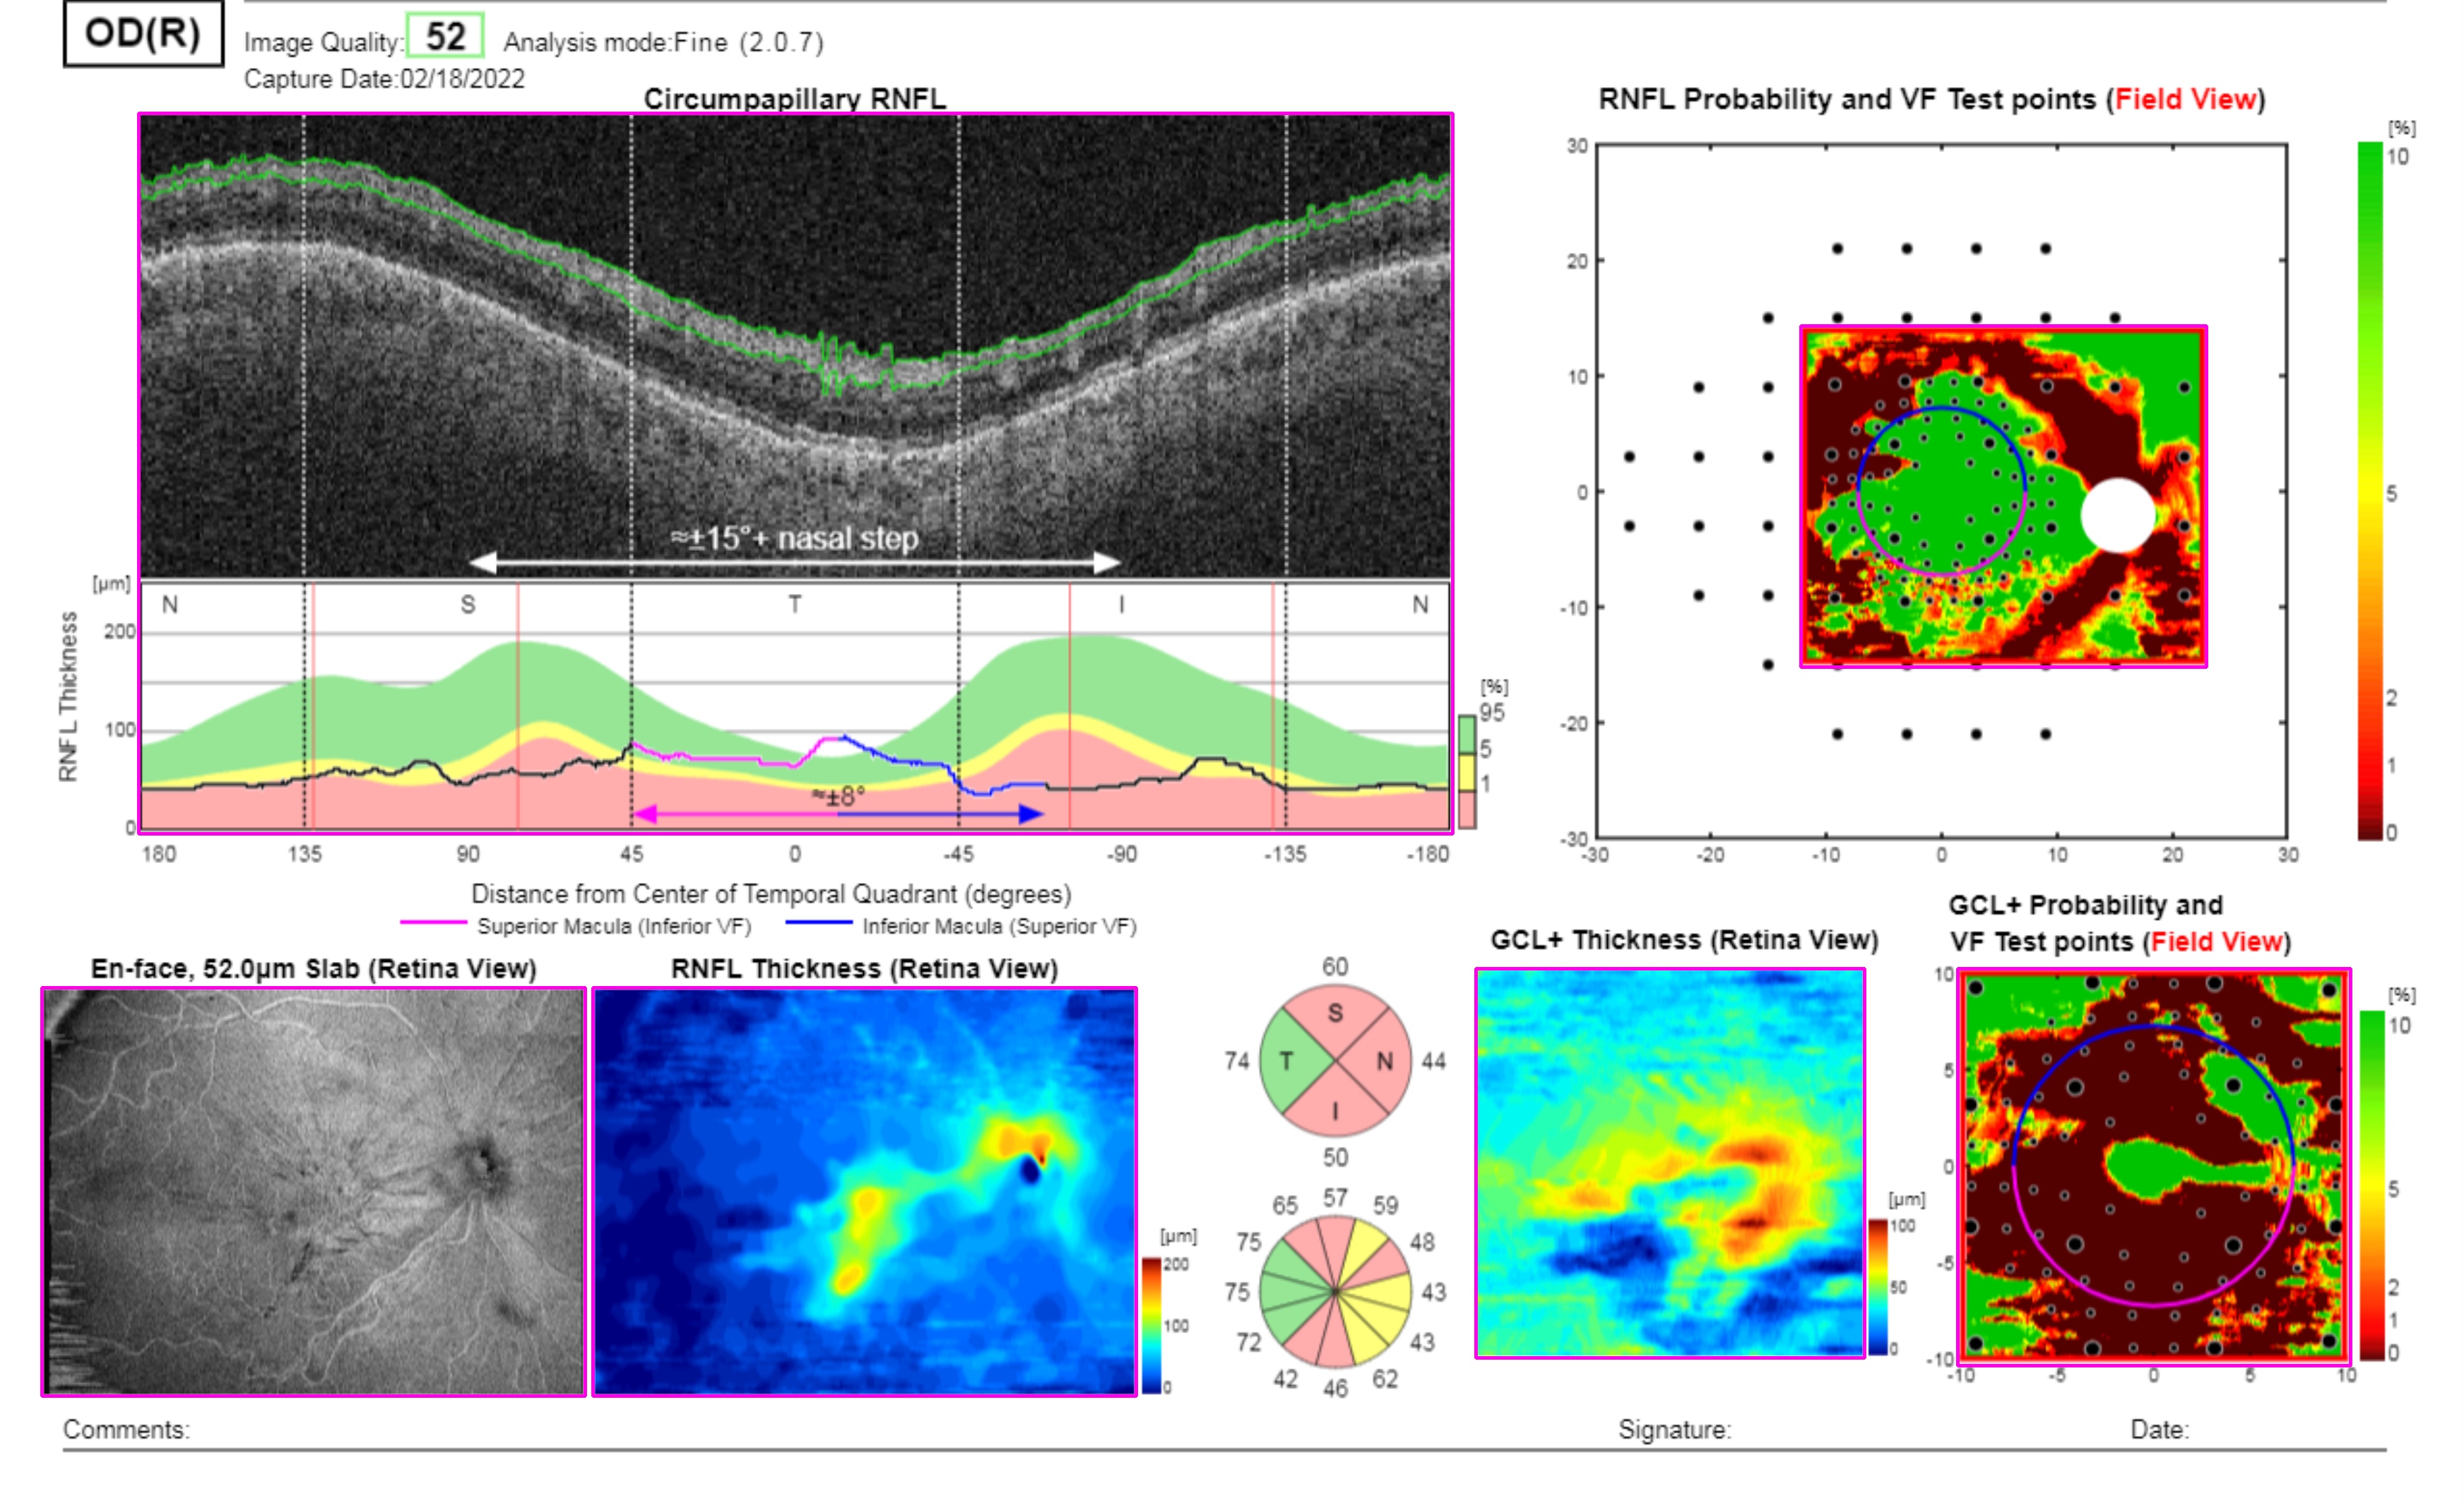 OD(R)
Image Quality: 52 Analysis mode:Fine (2.0.7)
Capture Date:02/18/2022
Circumpapillary RNFL
≈±15°+ nasal step
[µm]
N S T I N
200
100
0
RNFL Thickness
≈±8°
[%]
95
5
1
180 135 90 45 0 -45 -90 -135 -180
Distance from Center of Temporal Quadrant (degrees)
Superior Macula (Inferior VF) Inferior Macula (Superior VF)
RNFL Probability and VF Test points (Field View)
[%]
10
5
2
1
0
30
20
10
0
-10
-20
-30
-30 -20 -10 0 10 20 30
En-face, 52.0µm Slab (Retina View)
RNFL Thickness (Retina View)
[µm]
200
100
0
60
S
74 T N 44
I
50
57
65 59
75 48
75 43
72 43
42 62
46
GCL+ Thickness (Retina View)
[µm]
100
50
0
GCL+ Probability and
VF Test points (Field View)
[%]
10
5
2
1
0
10
5
0
-5
-10
-10 -5 0 5 10
Comments: Signature: Date: